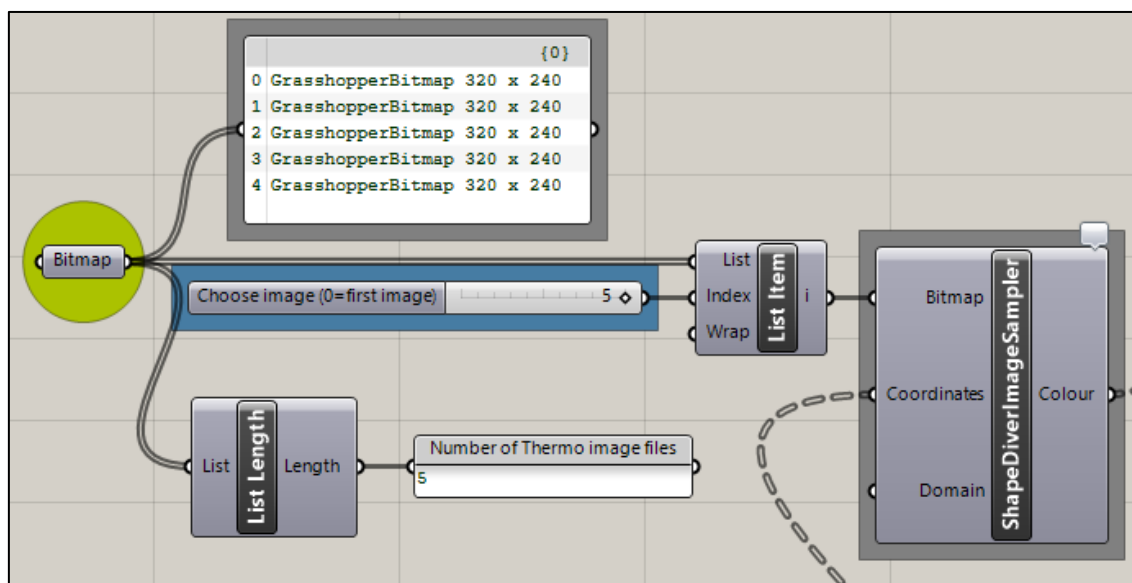 {0}
0 GrasshopperBitmap 320 x 240
1 GrasshopperBitmap 320 x 240
2 GrasshopperBitmap 320 x 240
3 GrasshopperBitmap 320 x 240
4 GrasshopperBitmap 320 x 240
Bitmap
Choose image (0=first image) 5
List
Index
Wrap
List Item
i
Bitmap
Coordinates
Domain
ShapeDiverImageSampler
Colour
List
List Length
Length
Number of Thermo image files
5